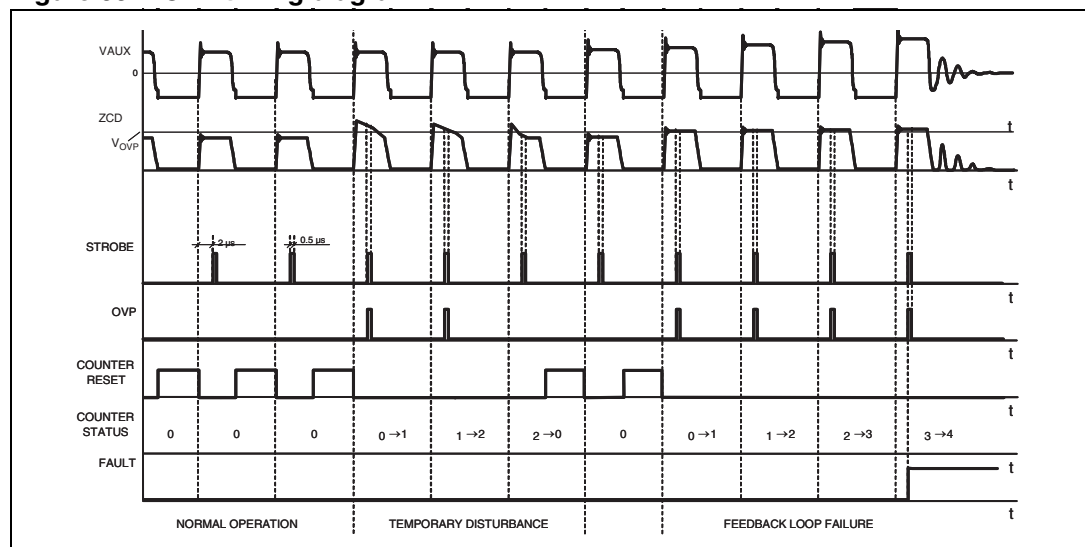 VAUX
0
ZCD
t
VOVP
t
2 µs
0.5 µs
STROBE
t
OVP
t
COUNTER
RESET
t
COUNTER
STATUS
0 0 0 0 →1 1 →2 2 →0 0 0 →1 1 →2 2 →3 3 →4
FAULT
t
t
NORMAL OPERATION TEMPORARY DISTURBANCE FEEDBACK LOOP FAILURE